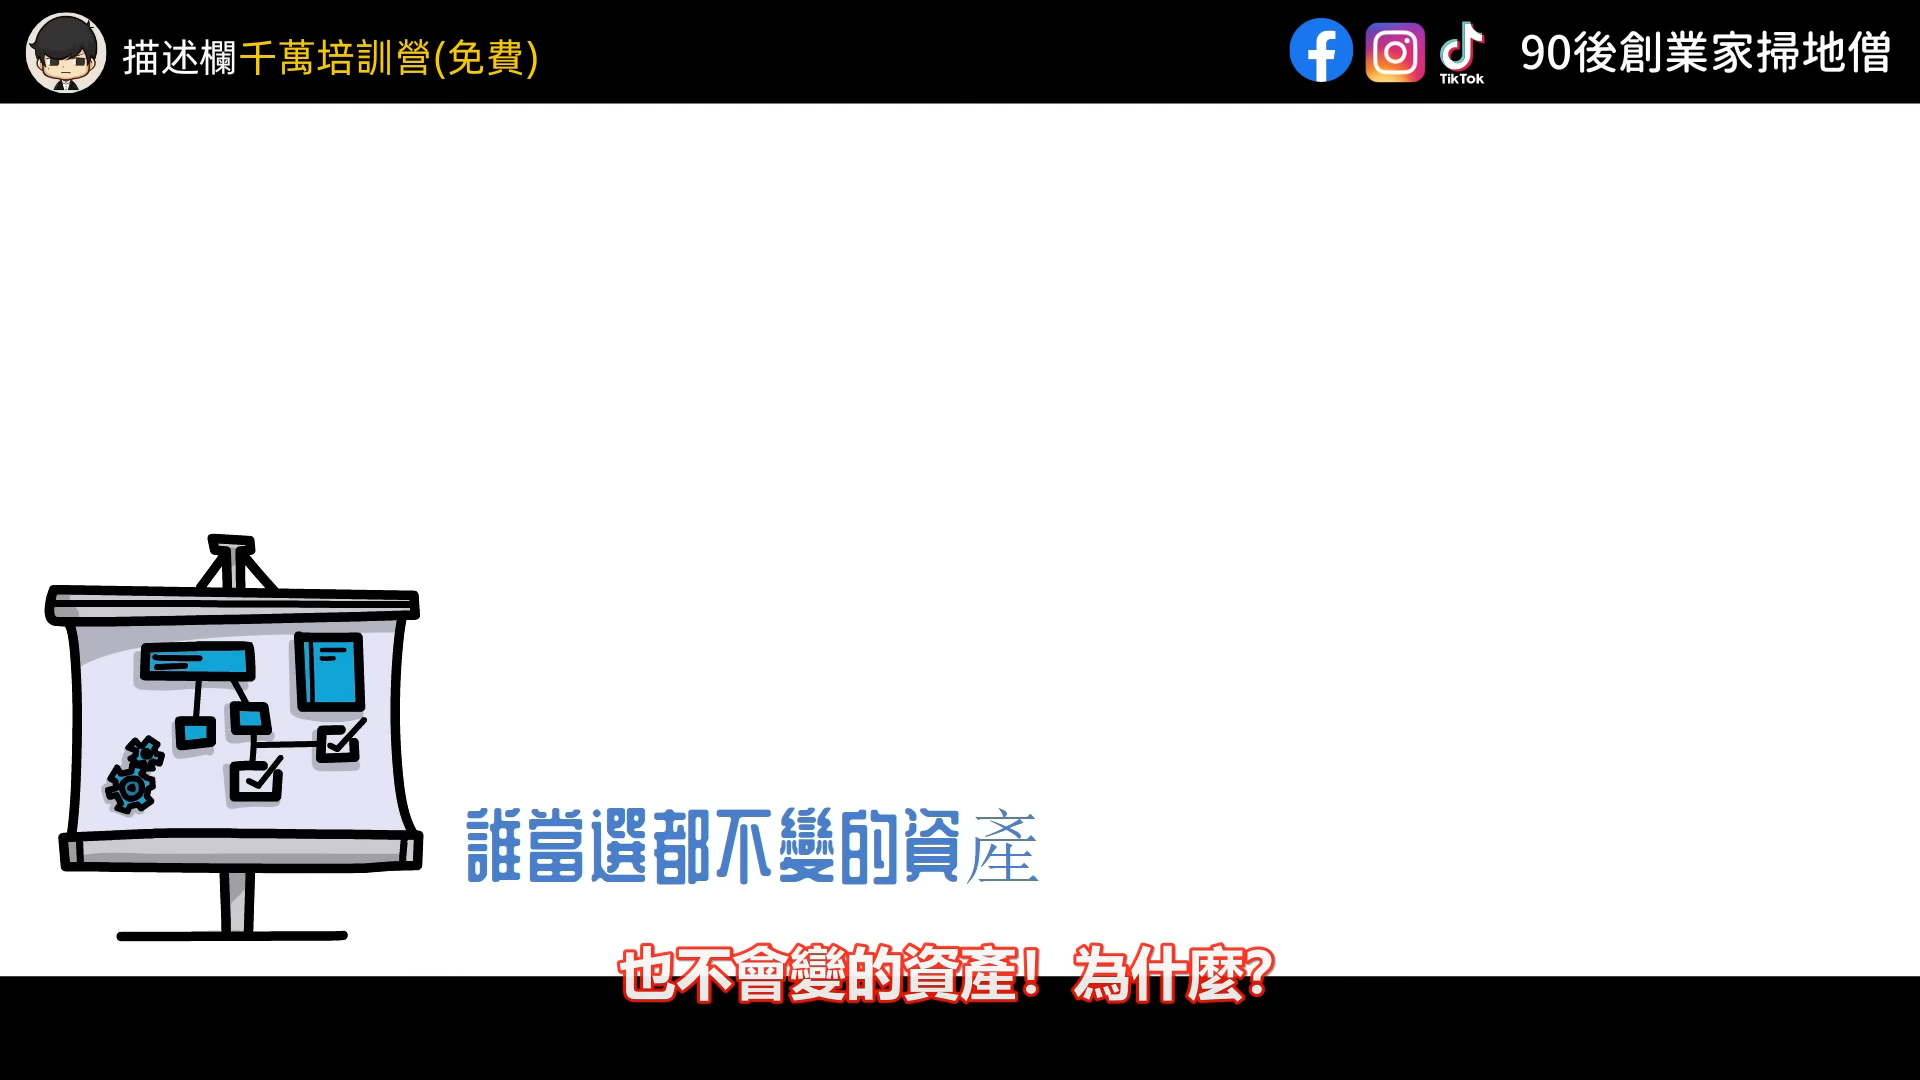 描述欄千萬培訓營(免費)
TikTok
90後創業家掃地僧
誰當選都不變的資產
也不會變的資產！為什麼？